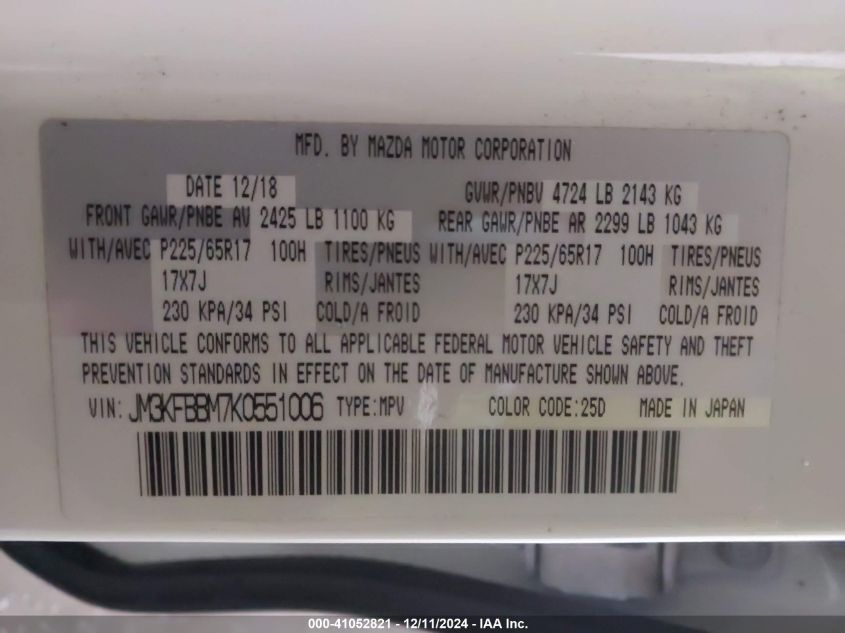 MFD. BY MAZDA MOTOR CORPORATION
DATE 12/18 GVWR/PNBV 4724 LB 2143 KG
FRONT GAWR/PNBE AV 2425 LB 1100 KG REAR GAWR/PNBE AR 2299 LB 1043 KG
WITH/AVEC P225/65R17 100H TIRES/PNEUS WITH/AVEC P225/65R17 100H TIRES/PNEUS
17X7J RIMS/JANTES 17X7J RIMS/JANTES
230 KPA/34 PSI COLD/A FROID 230 KPA/34 PSI COLD/A FROID
THIS VEHICLE CONFORMS TO ALL APPLICABLE FEDERAL MOTOR VEHICLE SAFETY AND THEFT
PREVENTION STANDARDS IN EFFECT ON THE DATE OF MANUFACTURE SHOWN ABOVE.
VIN: JM3KFBBM7K0551006 TYPE:MPV COLOR CODE:25D MADE IN JAPAN
000-41052821 - 12/11/2024 - IAA Inc.